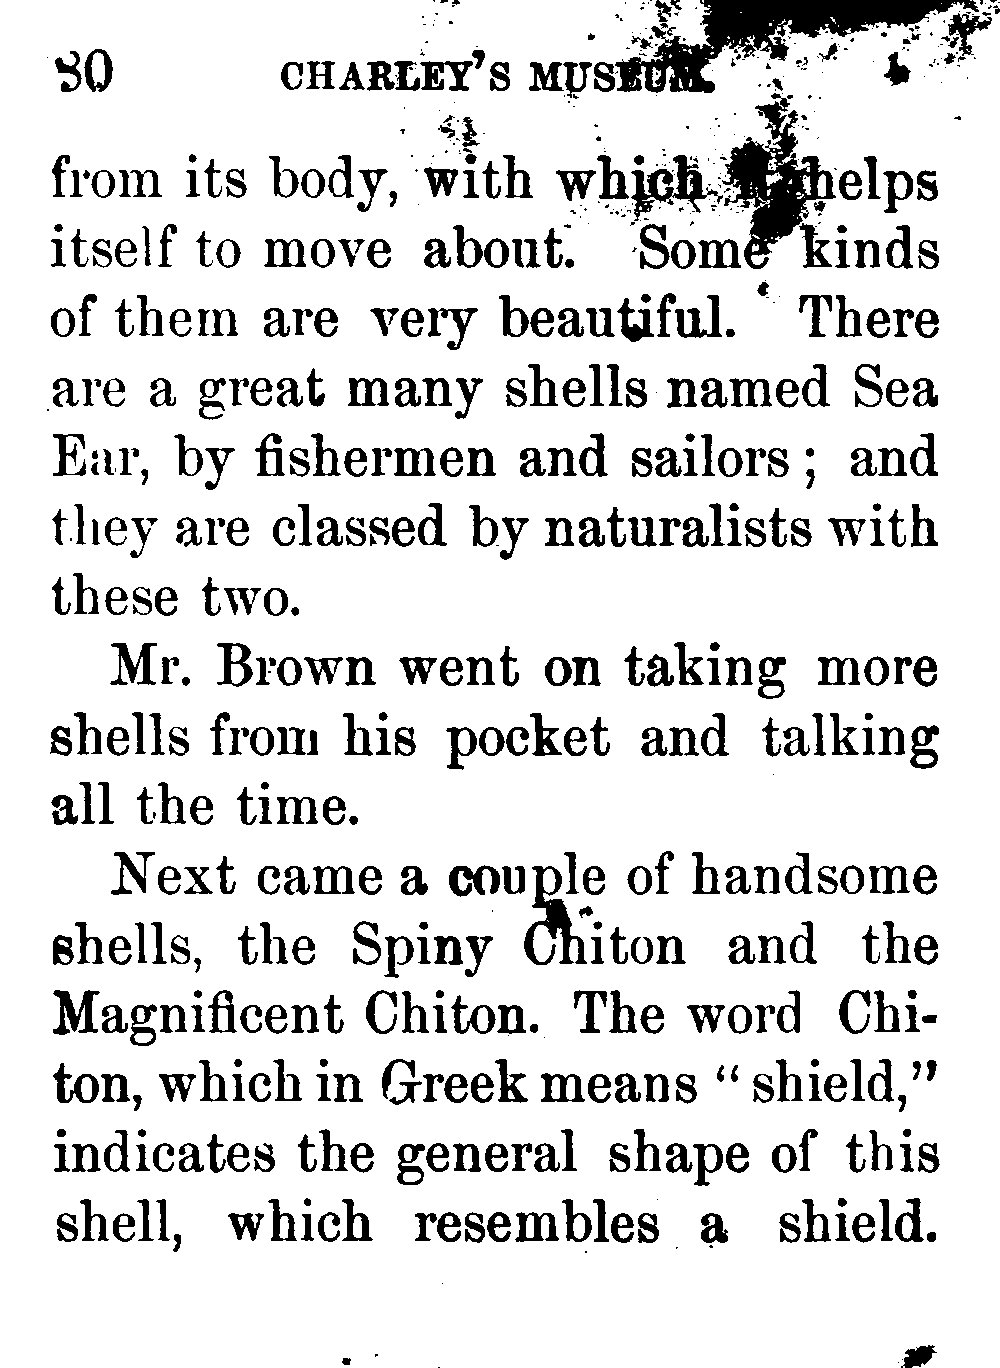 80 CHARLEY'S MUSEUM.
from its body, with which it helps
itself to move about. Some kinds
of them are very beautiful. There
are a great many shells named Sea
Ear, by fishermen and sailors; and
they are classed by naturalists with
these two.
Mr. Brown went on taking more
shells from his pocket and talking
all the time.
Next came a couple of handsome
shells, the Spiny Chiton and the
Magnificent Chiton. The word Chi-
ton, which in Greek means "shield,"
indicates the general shape of this
shell, which resembles a shield.